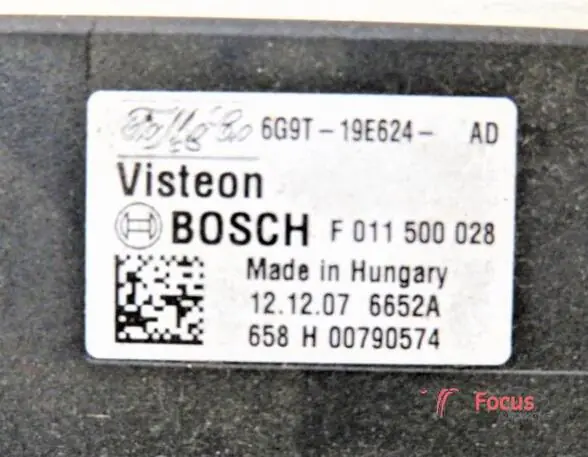 6G9T-19E624- AD
Visteon
BOSCH F 011 500 028
Made in Hungary
12.12.07 6652A
658 H 00790574
Focus